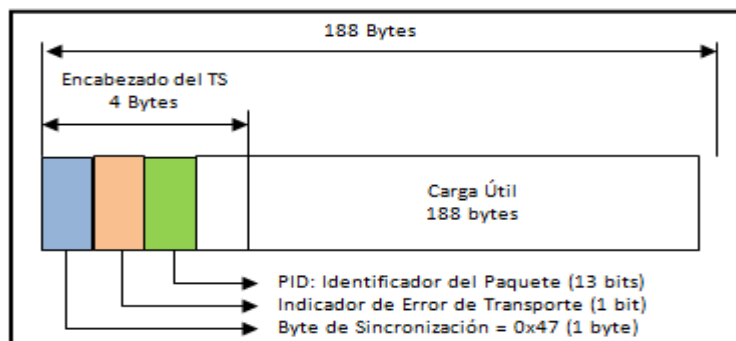 188 Bytes
Encabezado del TS
4 Bytes
Carga Útil
188 bytes
PID: Identificador del Paquete (13 bits)
Indicador de Error de Transporte (1 bit)
Byte de Sincronización = 0x47 (1 byte)